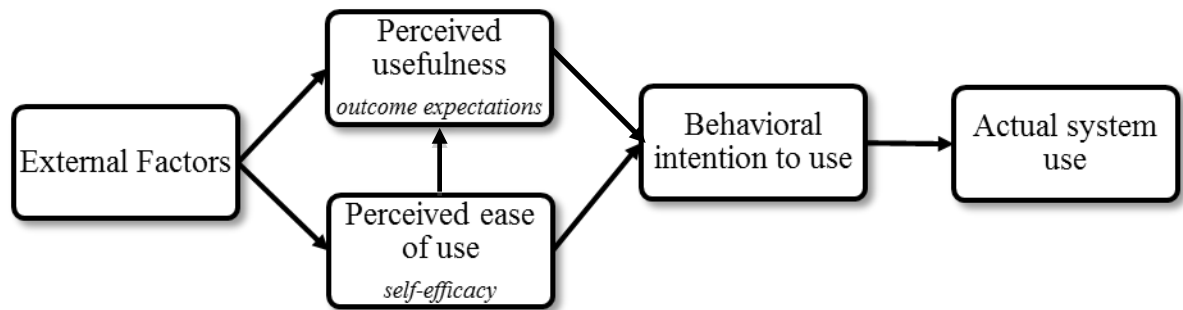 External Factors
Perceived
usefulness
outcome expectations
Perceived ease
of use
self-efficacy
Behavioral
intention to use
Actual system
use